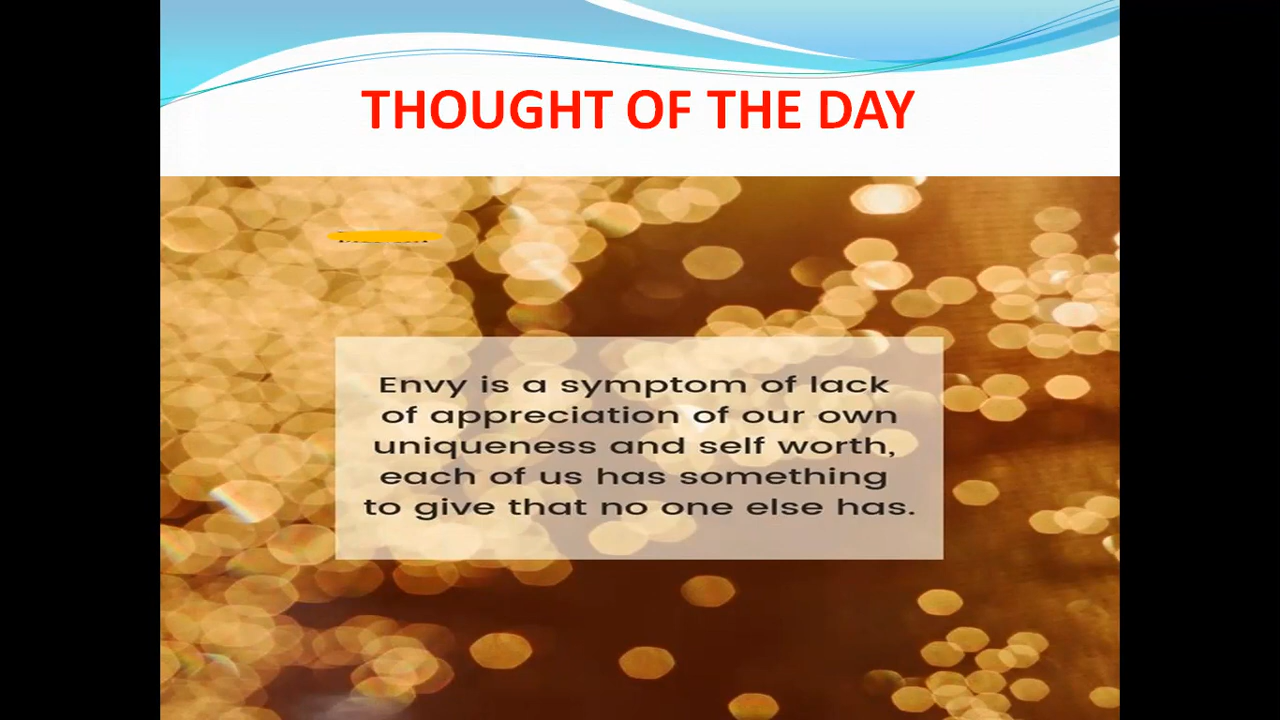 THOUGHT OF THE DAY
Envy is a symptom of lack
of appreciation of our own
uniqueness and self worth,
each of us has something
to give that no one else has.